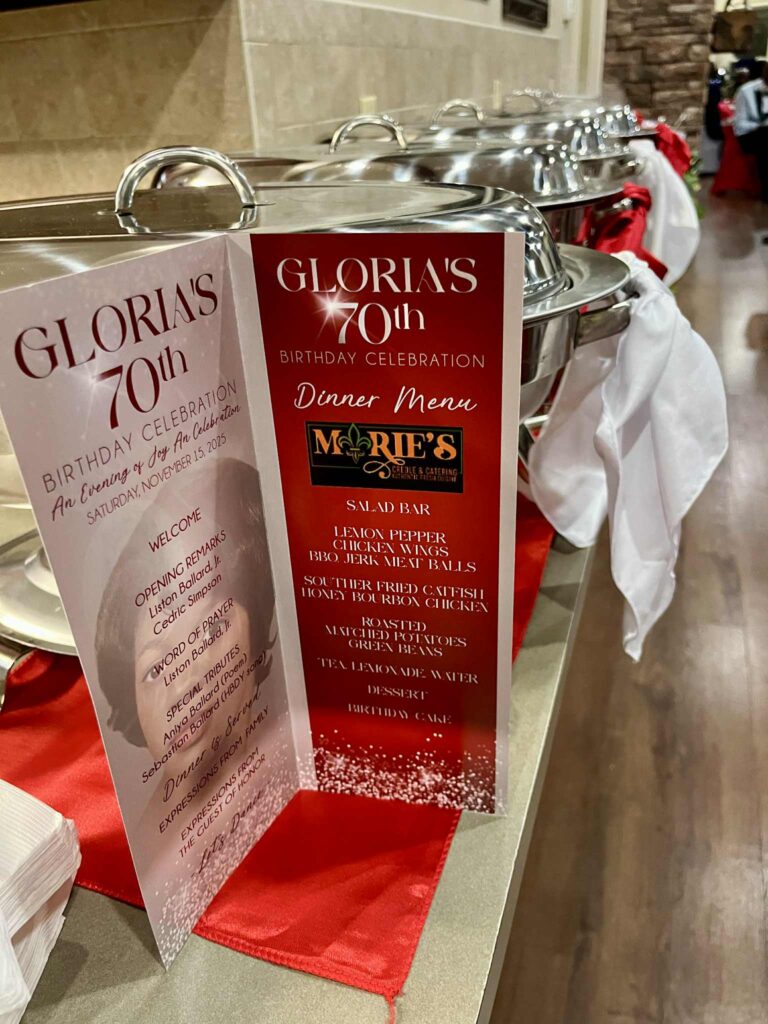 GLORIA'S
70th
BIRTHDAY CELEBRATION
An Evening of Joy An Celebration
SATURDAY, NOVEMBER 15, 2025
WELCOME
OPENING REMARKS
Liston Ballard, Jr.
Cedric Simpson
WORD OF PRAYER
Liston Ballard, Jr.
SPECIAL TRIBUTES
Aniya Ballard (Poem)
Sebastian Ballard (HBDY song)
Dinner Is Served
EXPRESSIONS FROM FAMILY
EXPRESSIONS FROM
THE GUEST OF HONOR
Let's Dance
GLORIA'S
70th
BIRTHDAY CELEBRATION
Dinner Menu
MARIE'S
CREOLE & CATERING
AUTHENTIC FRESH CUISINE
SALAD BAR
LEMON PEPPER
CHICKEN WINGS
BBQ, JERK MEAT BALLS
SOUTHER FRIED CATFISH
HONEY BOURBON CHICKEN
ROASTED
MATCHED POTATOES
GREEN BEANS
TEA, LEMONADE, WATER
DESSERT
BIRTHDAY CAKE